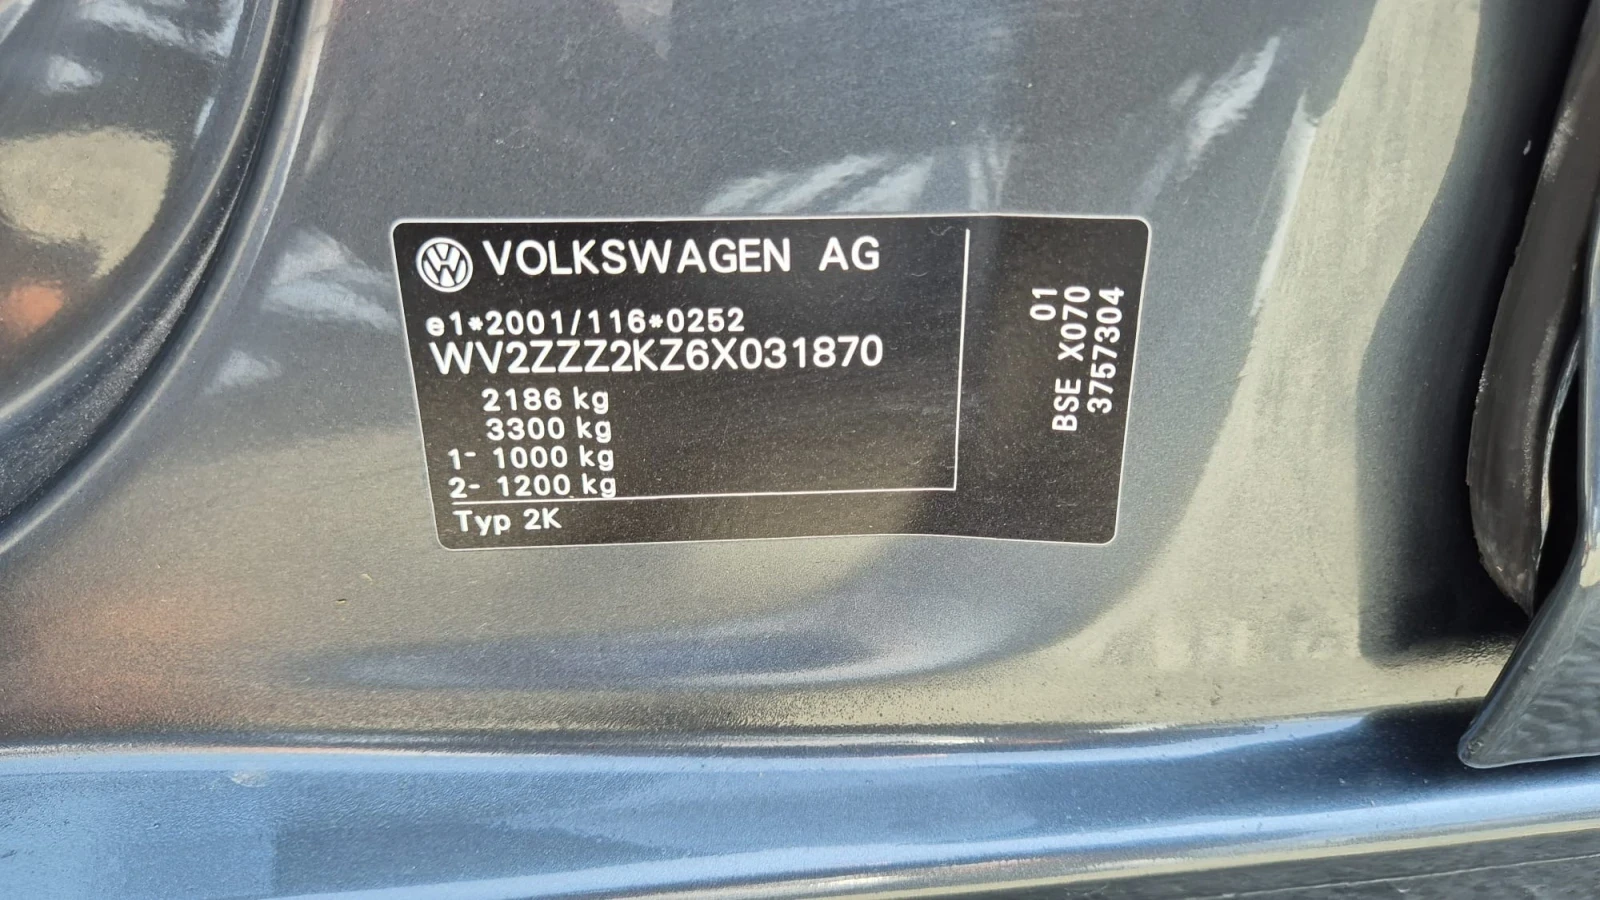 VOLKSWAGEN AG
e1*2001/116*0252
WV2ZZZ2KZ6X031870
2186 kg
3300 kg
1- 1000 kg
2- 1200 kg
Typ 2K
01
BSE X070
3757304